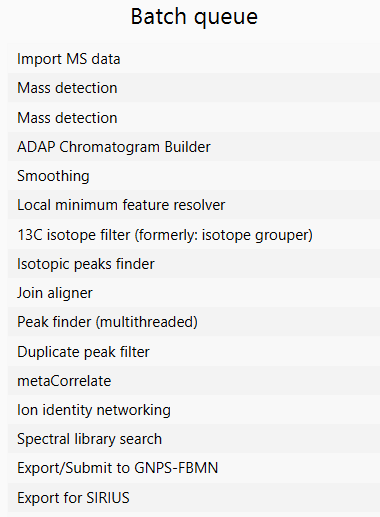 Batch queue
Import MS data
Mass detection
Mass detection
ADAP Chromatogram Builder
Smoothing
Local minimum feature resolver
13C isotope filter (formerly: isotope grouper)
Isotopic peaks finder
Join aligner
Peak finder (multithreaded)
Duplicate peak filter
metaCorrelate
Ion identity networking
Spectral library search
Export/Submit to GNPS-FBMN
Export for SIRIUS